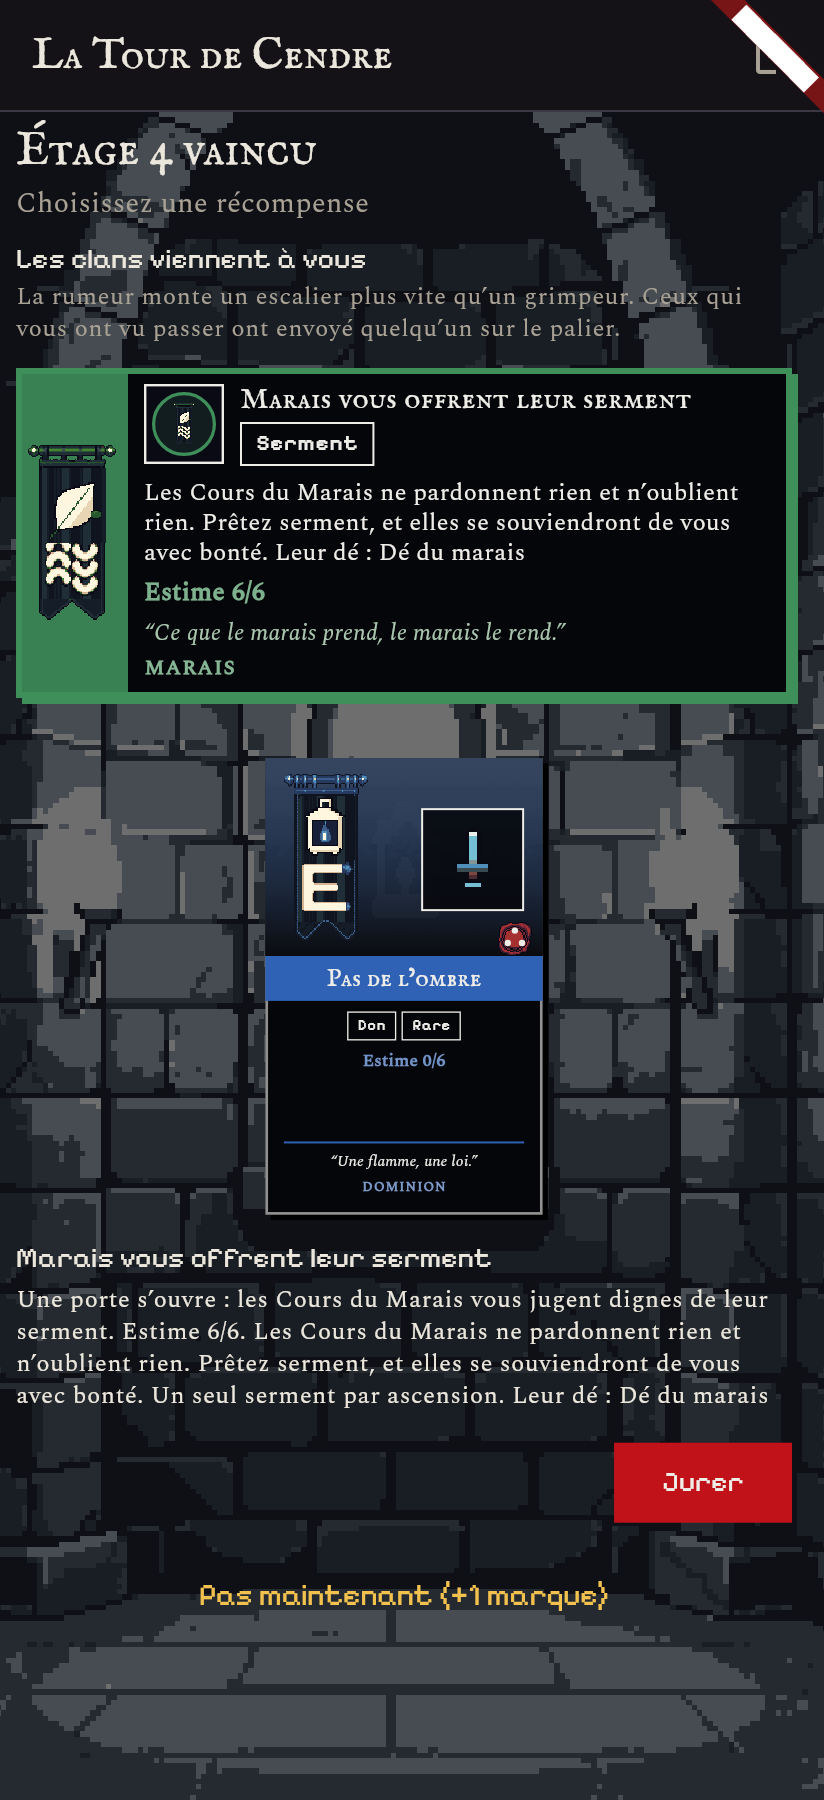 La Tour de Cendre
Étage 4 vaincu
Choisissez une récompense
Les clans viennent à vous
La rumeur monte un escalier plus vite qu’un grimpeur. Ceux qui
vous ont vu passer ont envoyé quelqu’un sur le palier.
Marais vous offrent leur serment
Serment
Les Cours du Marais ne pardonnent rien et n’oublient
rien. Prêtez serment, et elles se souviendront de vous
avec bonté. Leur dé : Dé du marais
Estime 6/6
“Ce que le marais prend, le marais le rend.”
MARAIS
E
Pas de l’ombre
Don Rare
Estime 0/6
“Une flamme, une loi.”
DOMINION
Marais vous offrent leur serment
Une porte s’ouvre : les Cours du Marais vous jugent dignes de leur
serment. Estime 6/6. Les Cours du Marais ne pardonnent rien et
n’oublient rien. Prêtez serment, et elles se souviendront de vous
avec bonté. Un seul serment par ascension. Leur dé : Dé du marais
Jurer
Pas maintenant (+1 marque)